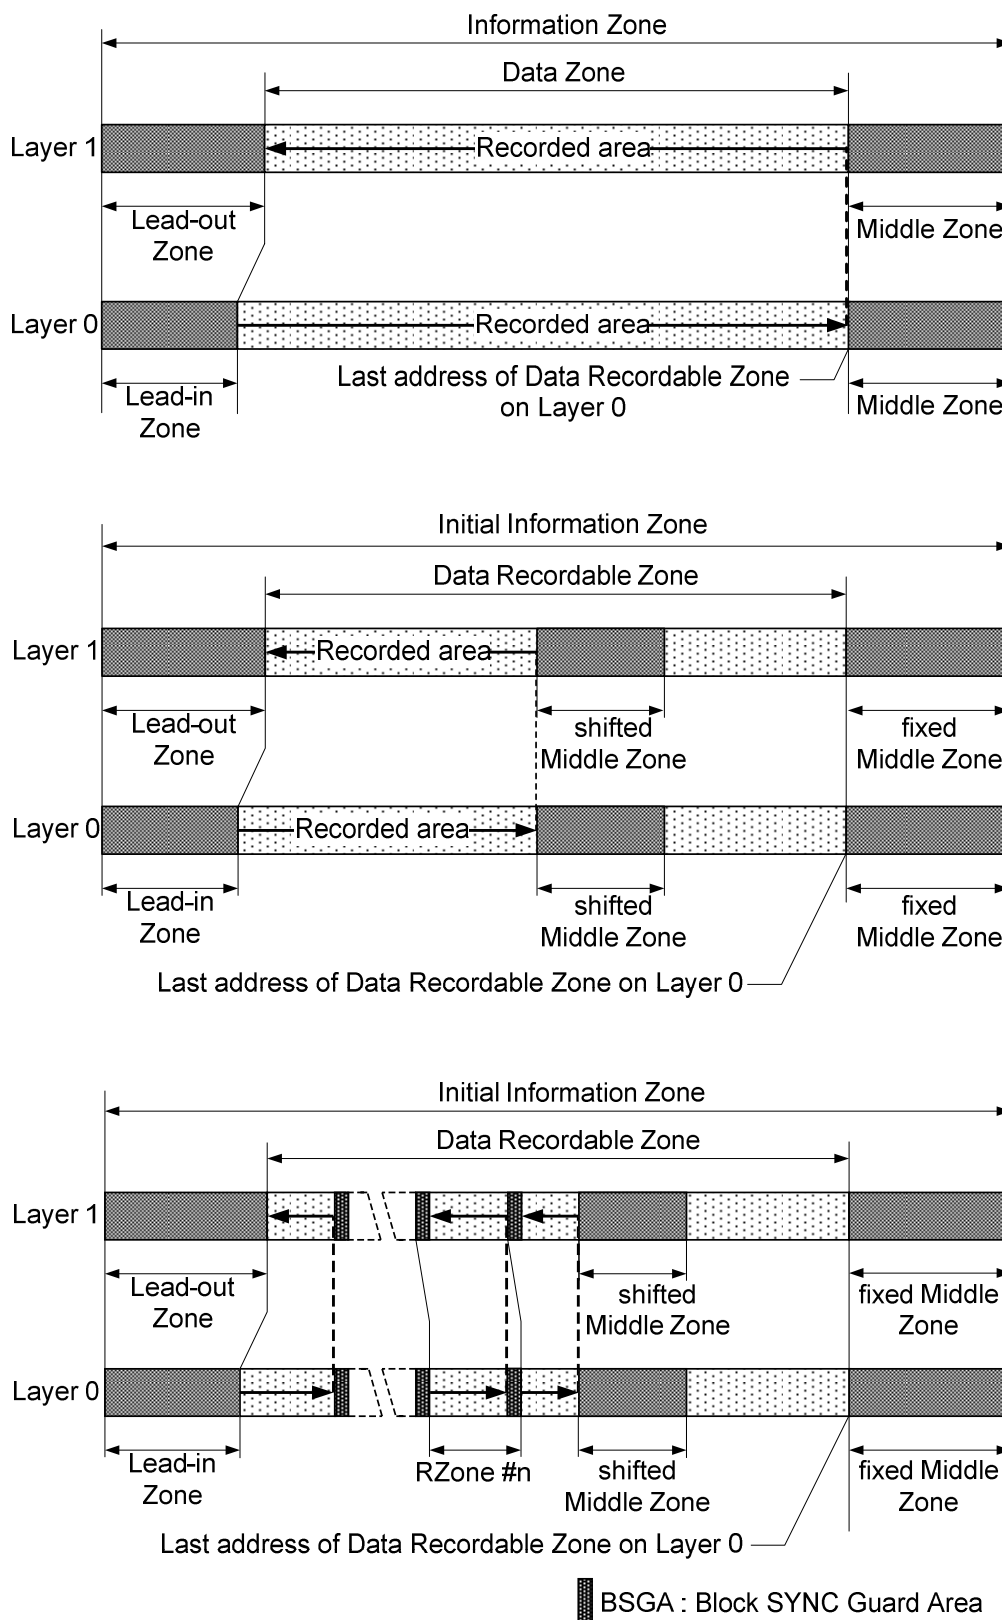 Information Zone
Data Zone
Layer 1
Recorded area
Lead-out
Zone
Middle Zone
Layer 0
Recorded area
Last address of Data Recordable Zone
on Layer 0
Lead-in
Zone
Middle Zone
Initial Information Zone
Data Recordable Zone
Layer 1
Recorded area
Lead-out
Zone
shifted
Middle Zone
fixed
Middle Zone
Layer 0
Recorded area
Lead-in
Zone
shifted
Middle Zone
fixed
Middle Zone
Last address of Data Recordable Zone on Layer 0
Initial Information Zone
Data Recordable Zone
Layer 1
Lead-out
Zone
shifted
Middle Zone
fixed Middle
Zone
Layer 0
Lead-in
Zone
RZone #n
shifted
Middle Zone
fixed Middle
Zone
Last address of Data Recordable Zone on Layer 0
BSGA : Block SYNC Guard Area